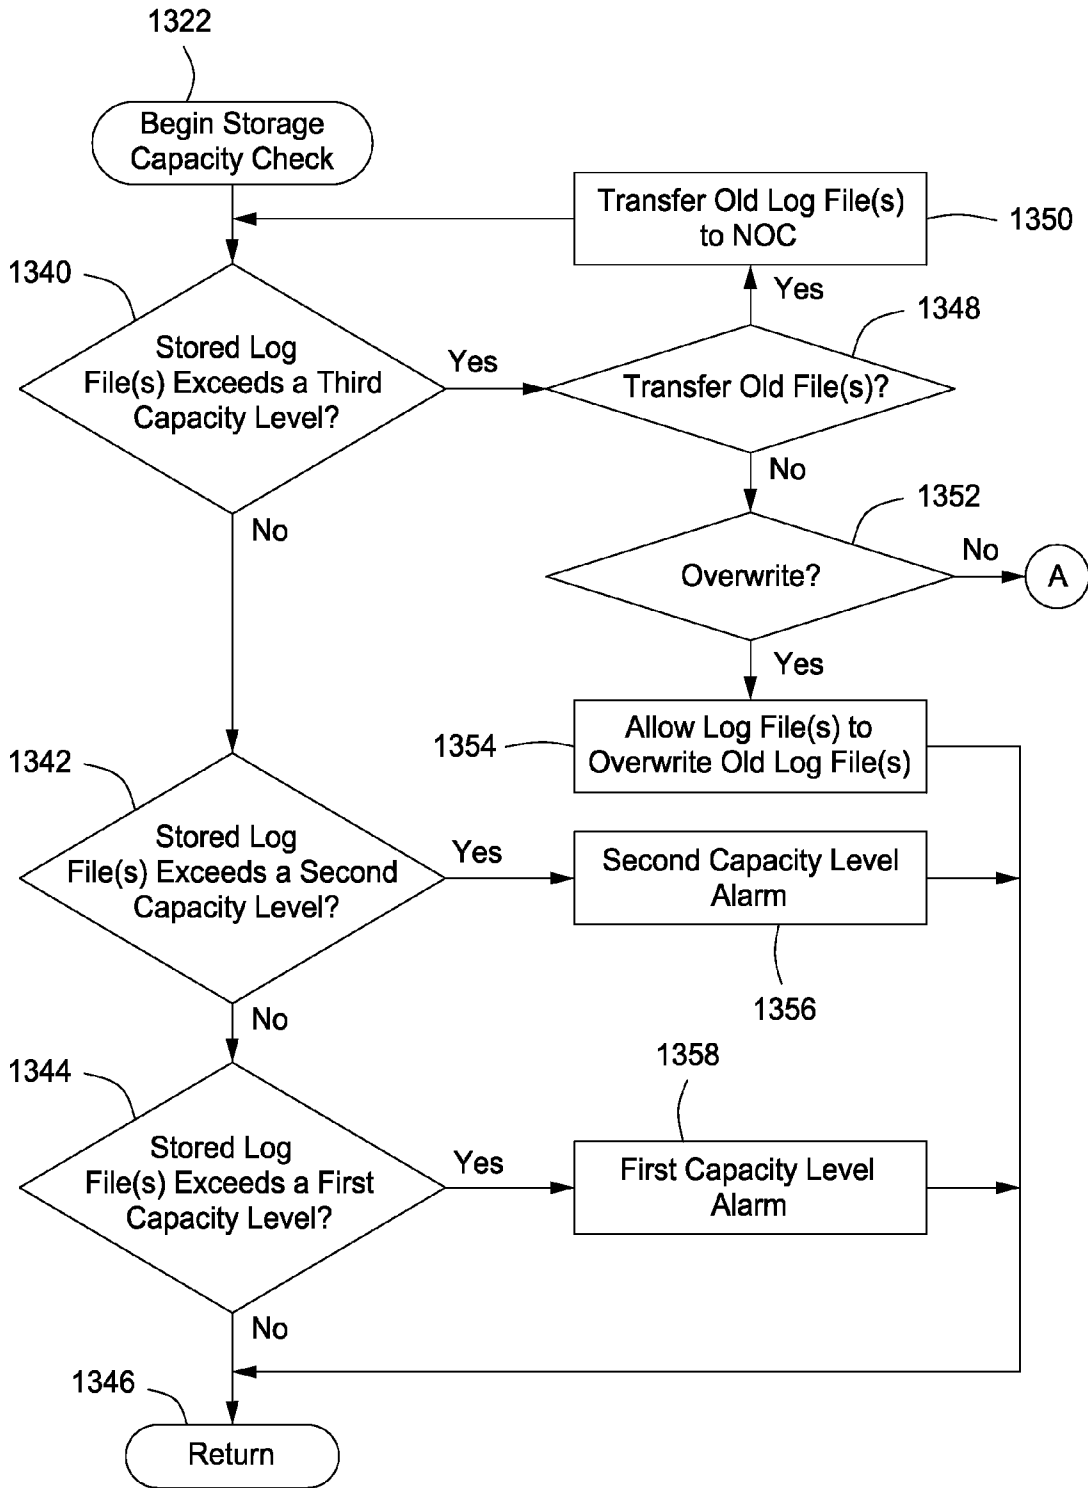 1322
Begin Storage
Capacity Check
Transfer Old Log File(s)
to NOC
1350
1340
Yes
1348
Stored Log
File(s) Exceeds a Third
Capacity Level?
Yes
Transfer Old File(s)?
No
No
1352
Overwrite?
No
A
Yes
1354
Allow Log File(s) to
Overwrite Old Log File(s)
1342
Stored Log
File(s) Exceeds a Second
Capacity Level?
Yes
Second Capacity Level
Alarm
1356
No
1344
1358
Stored Log
File(s) Exceeds a First
Capacity Level?
Yes
First Capacity Level
Alarm
No
1346
Return